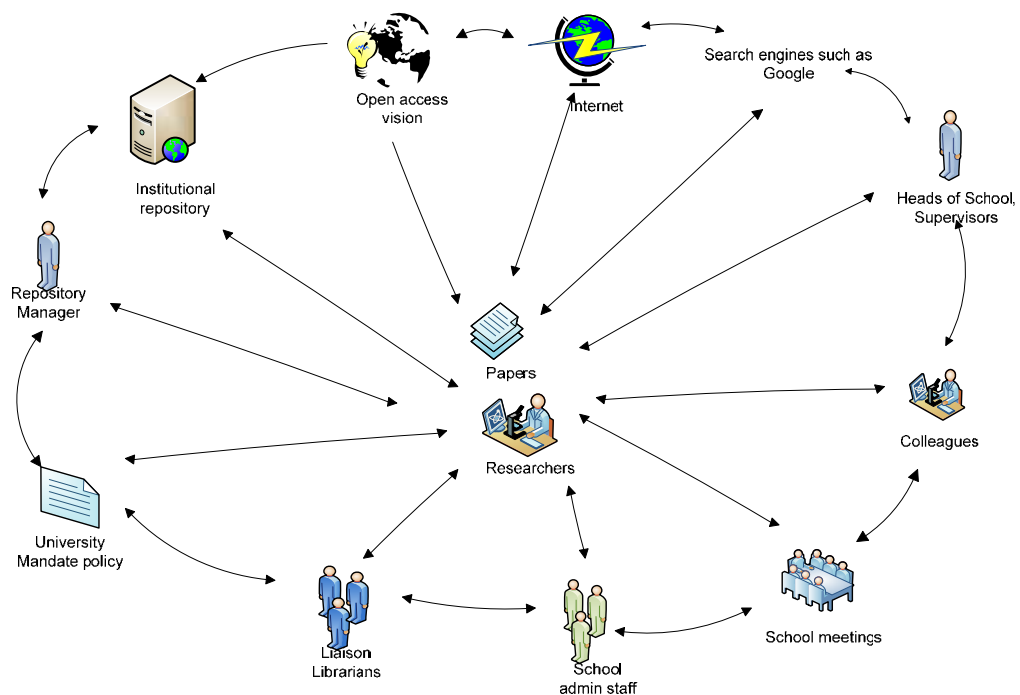 Open access
vision
Internet
Search engines such as
Google
Institutional
repository
Heads of School,
Supervisors
Repository
Manager
Papers
Researchers
Colleagues
University
Mandate policy
Liaison
Librarians
School
admin staff
School meetings